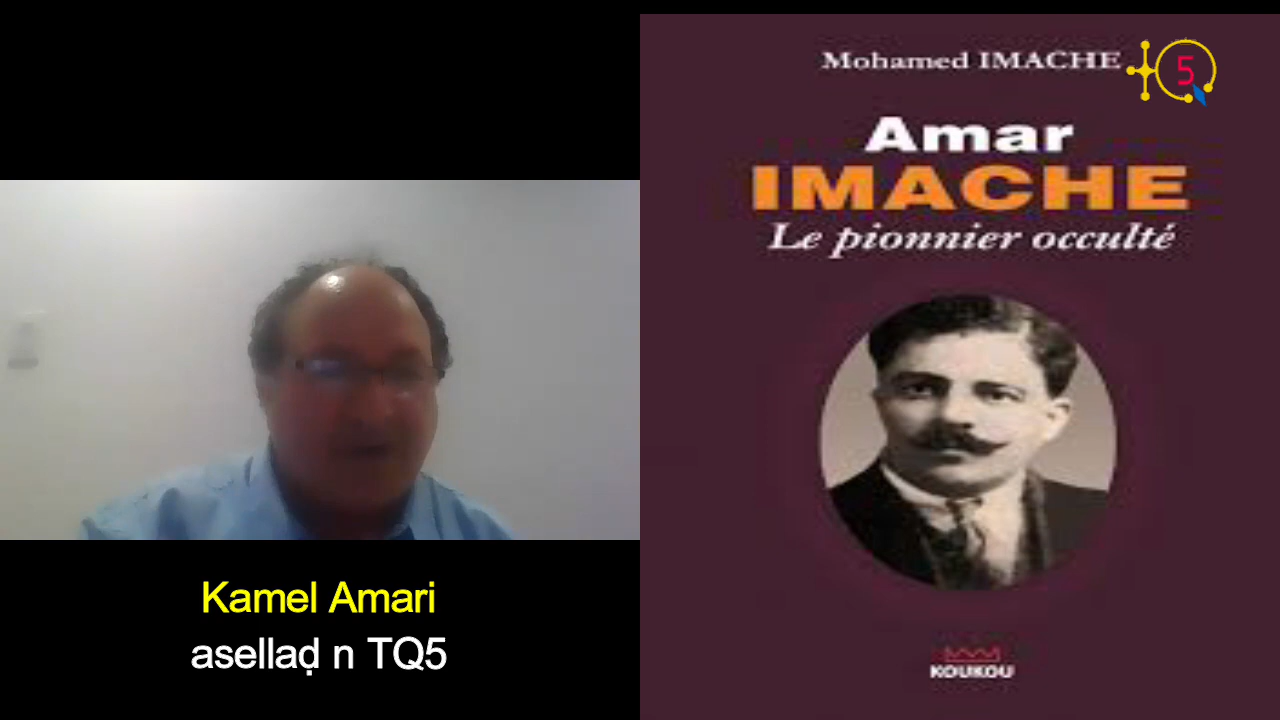 Mohamed IMACHE
5
Amar
IMACHE
Le pionnier occulté
KOUKOU
Kamel Amari
asellaḍ n TQ5